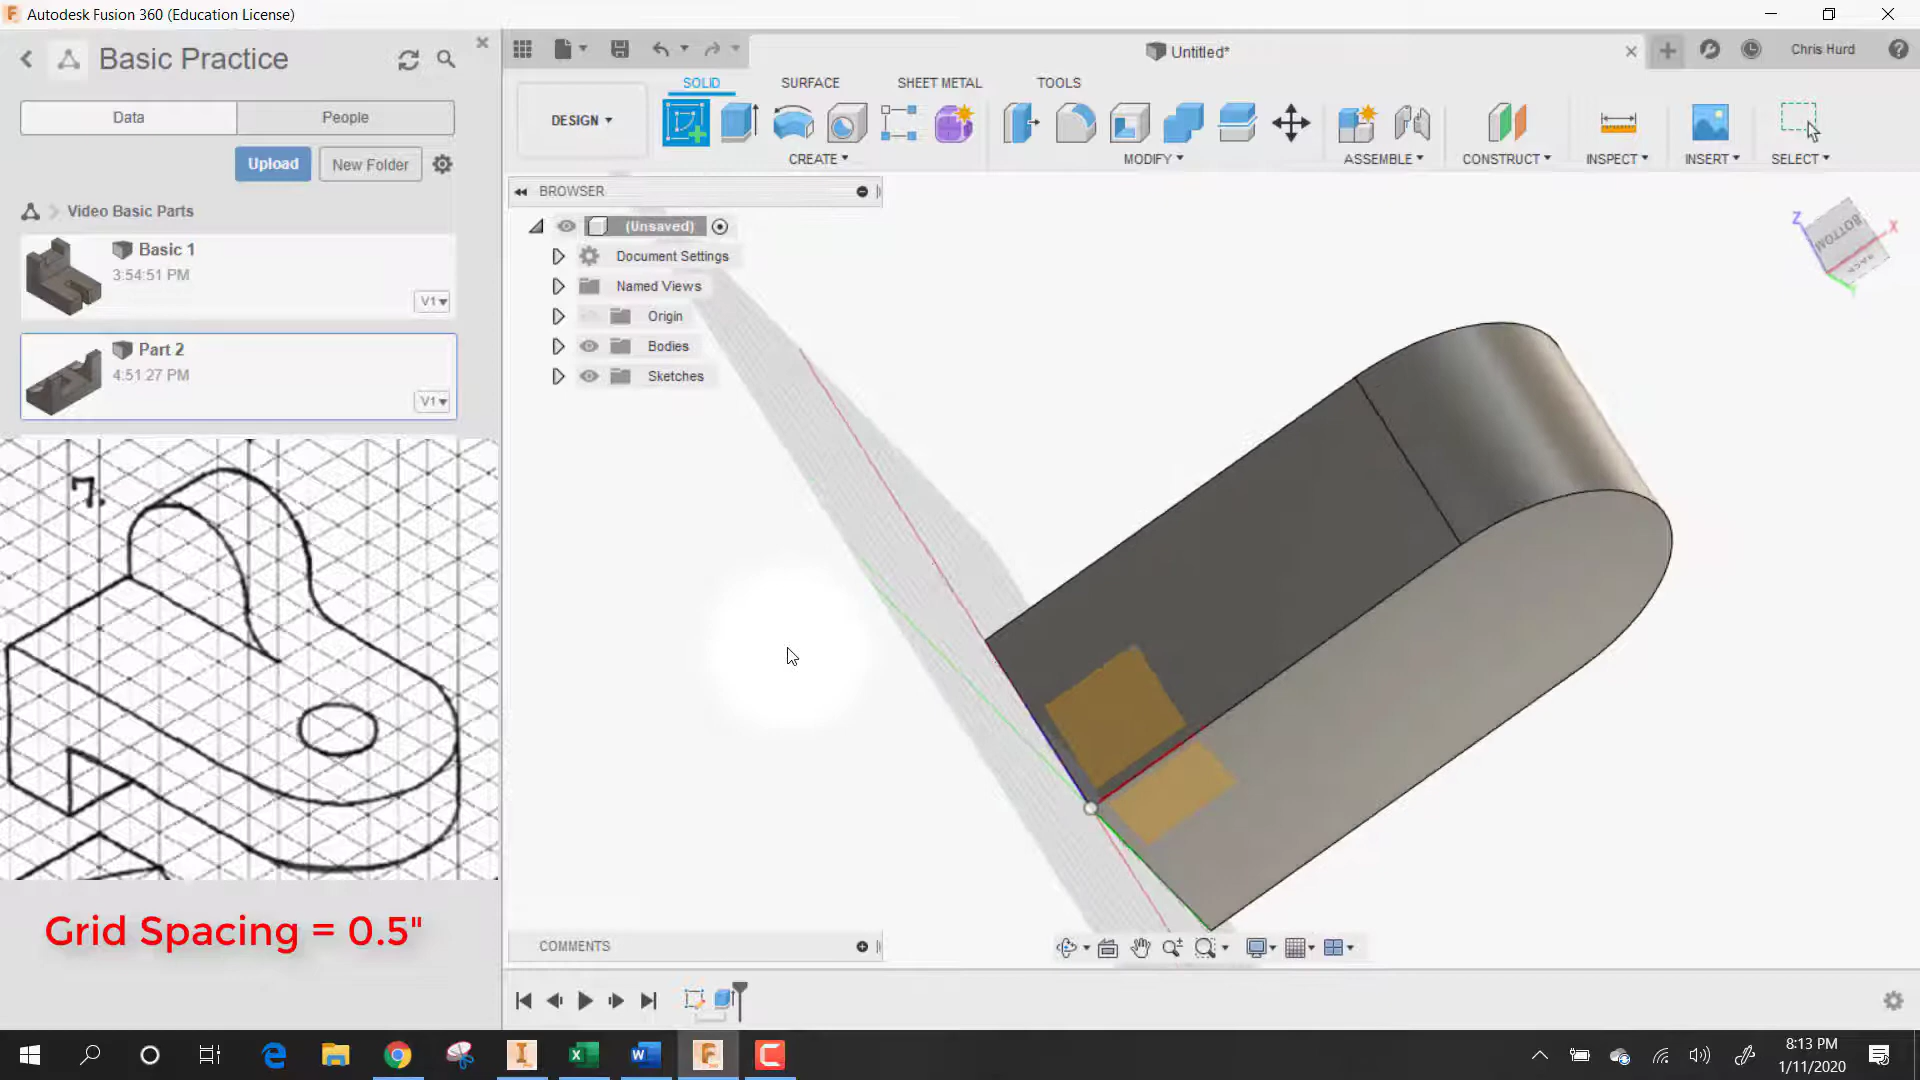 Autodesk Fusion 360 (Education License)
Basic Practice
Data
People
Upload
New Folder
Video Basic Parts
Basic 1
3:54:51 PM
V1
Part 2
4:51:27 PM
V1
7.
Grid Spacing = 0.5"
Untitled*
Chris Hurd
DESIGN
SOLID
SURFACE
SHEET METAL
TOOLS
CREATE
MODIFY
ASSEMBLE
CONSTRUCT
INSPECT
INSERT
SELECT
BROWSER
(Unsaved)
Document Settings
Named Views
Origin
Bodies
Sketches
Z
X
BOTTOM
BACK
COMMENTS
8:13 PM
1/11/2020